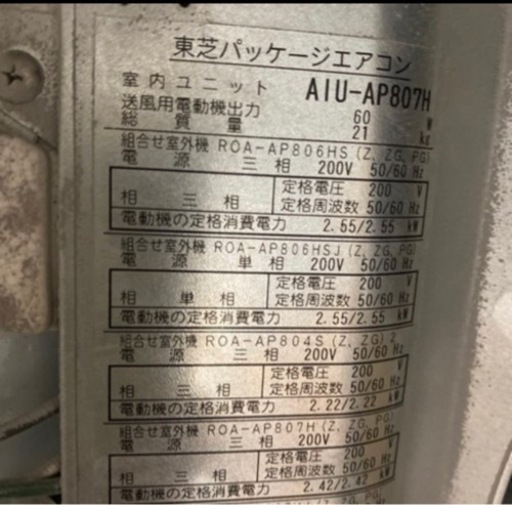 東芝パッケージエアコン
室内ユニット AIU-AP807H
送風用電動機出力 60 W
総質量 21 kg
組合せ室外機 ROA-AP806HS (Z, ZG, PG)
電源 三相 200V 50/60 Hz
相 三相 定格電圧 200 V
定格周波数 50/60 Hz
電動機の定格消費電力 2.55/2.55 kW
組合せ室外機 ROA-AP806HSJ (Z, ZG, PG)
電源 単相 200V 50/60 Hz
相 単相 定格電圧 200 V
定格周波数 50/60 Hz
電動機の定格消費電力 2.55/2.55 kW
組合せ室外機 ROA-AP804S (Z, ZG) 2
電源 三相 200V 50/60 Hz
相 三相 定格電圧 200 V
定格周波数 50/60 Hz
電動機の定格消費電力 2.22/2.22 kW
組合せ室外機 ROA-AP807H (Z, ZG, PG)
電源 三相 200V 50/60 Hz
相 三相 定格電圧 200 V
定格周波数 50/60 Hz
電動機の定格消費電力 2.42/2.42 kW